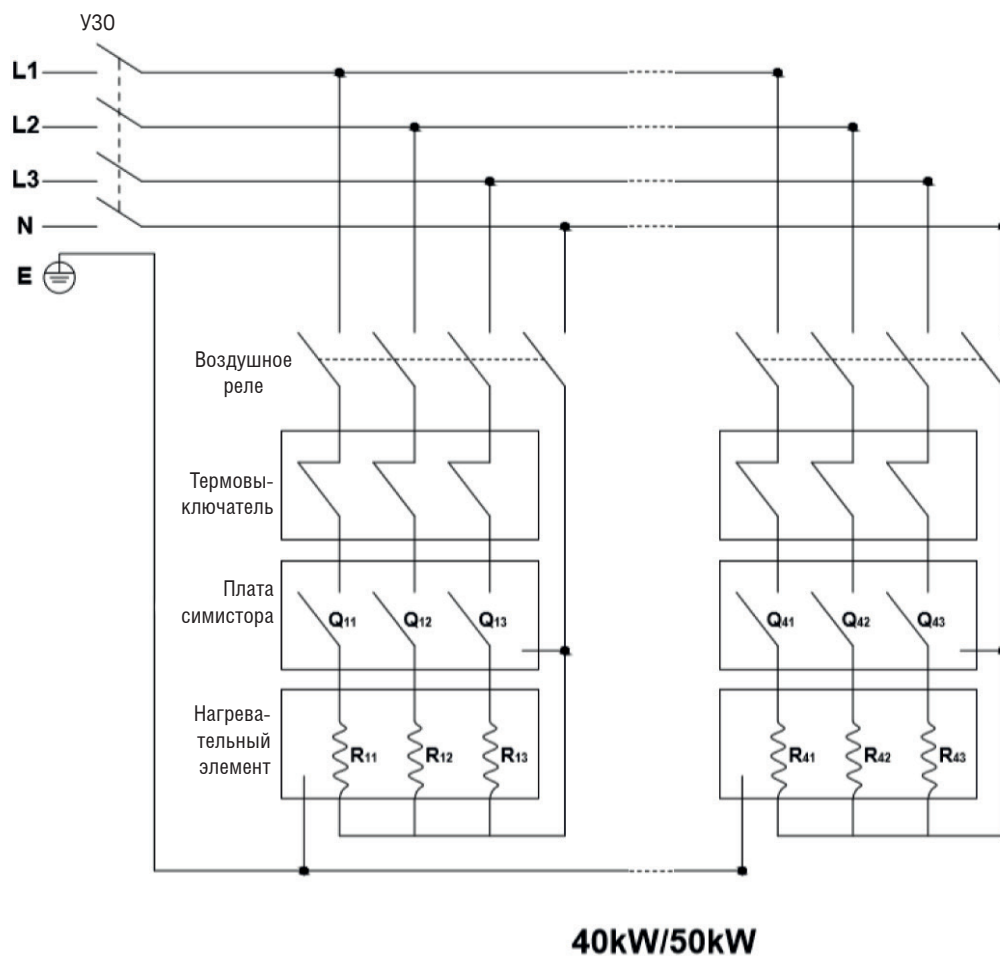 УЗО
L1
L2
L3
N
E
Воздушное
реле
Термовы-
ключатель
Плата
симистора
Q11 Q12 Q13 Q41 Q42 Q43
Нагрева-
тельный
элемент
R11 R12 R13 R41 R42 R43
40kW/50kW